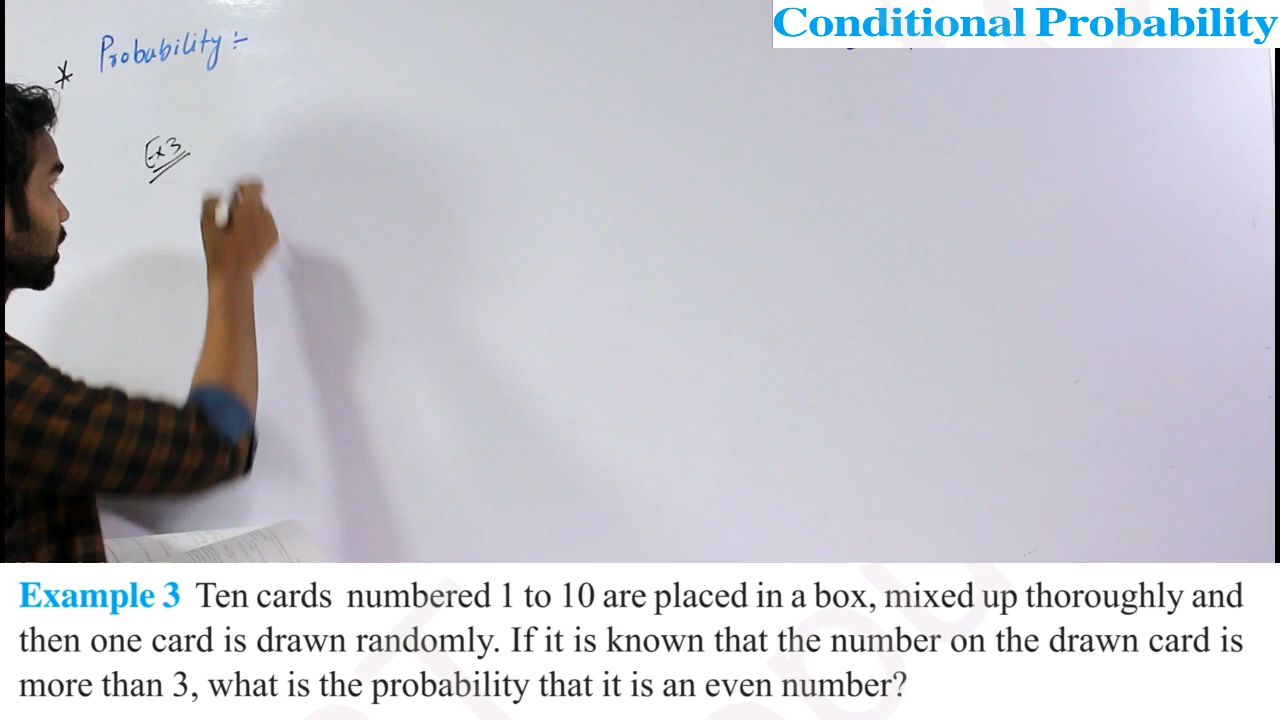 Conditional Probability
Probability :-
*
Ex 3
Example 3 Ten cards numbered 1 to 10 are placed in a box, mixed up thoroughly and
then one card is drawn randomly. If it is known that the number on the drawn card is
more than 3, what is the probability that it is an even number?